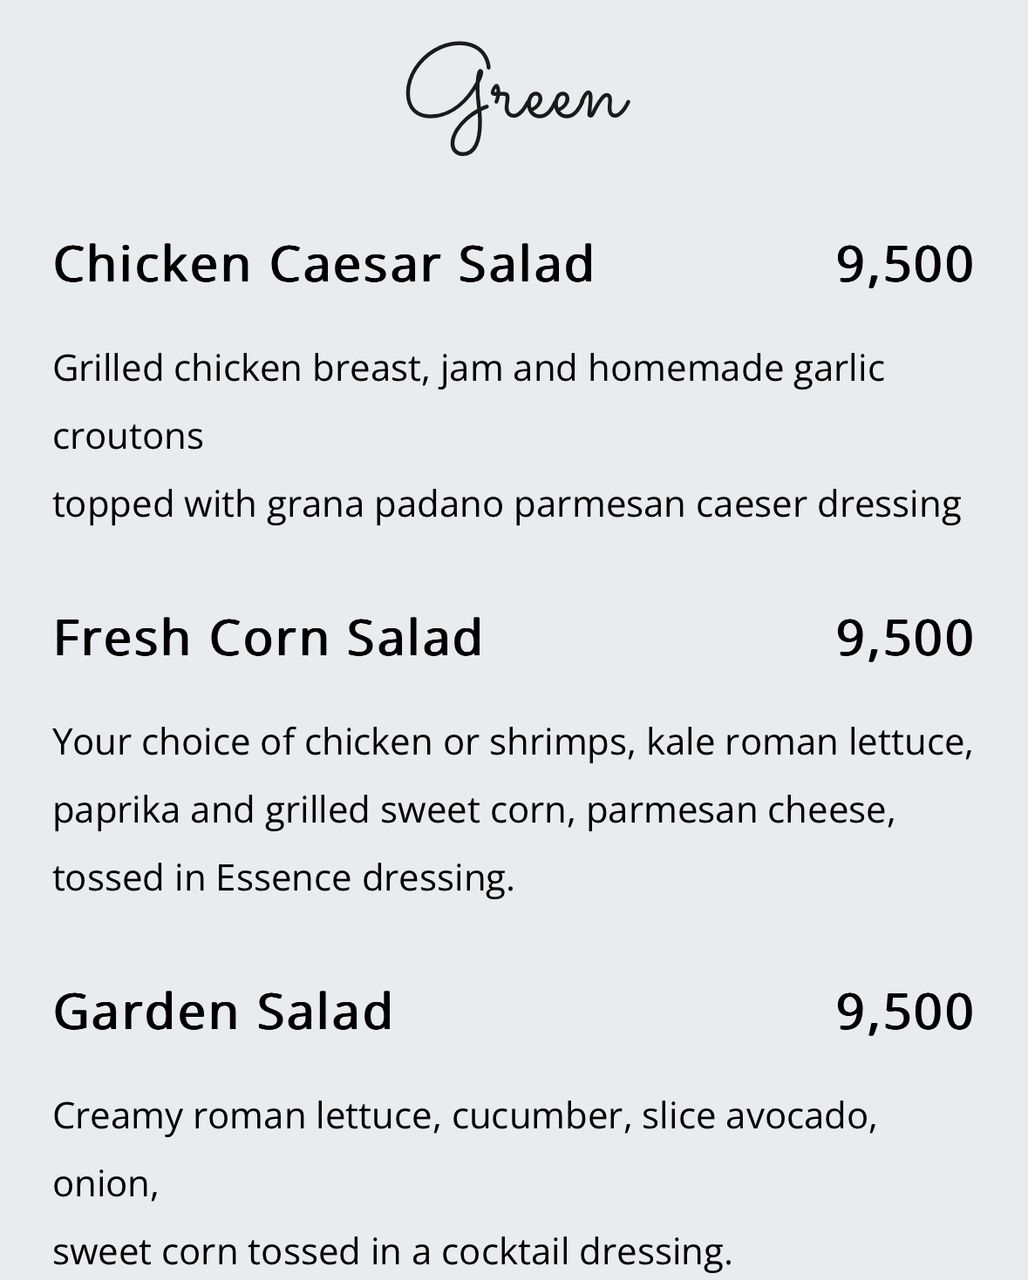 Green
Chicken Caesar Salad 9,500
Grilled chicken breast, jam and homemade garlic
croutons
topped with grana padano parmesan caeser dressing
Fresh Corn Salad 9,500
Your choice of chicken or shrimps, kale roman lettuce,
paprika and grilled sweet corn, parmesan cheese,
tossed in Essence dressing.
Garden Salad 9,500
Creamy roman lettuce, cucumber, slice avocado,
onion,
sweet corn tossed in a cocktail dressing.